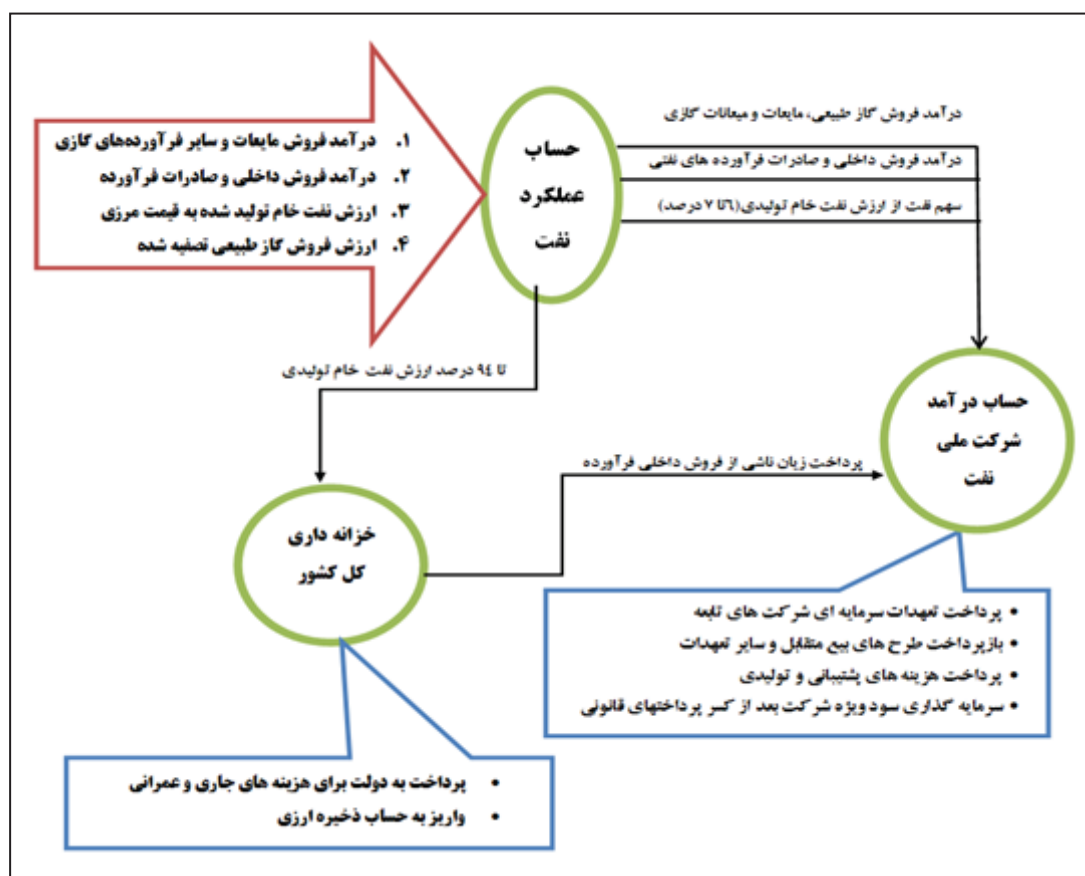 ۱. درآمد فروش مایعات و سایر فرآورده‌های گازی
۲. درآمد فروش داخلی و صادرات فرآورده
۳. ارزش نفت خام تولید شده به قیمت مرزی
۴. ارزش فروش گاز طبیعی تصفیه شده
حساب
عملکرد
نفت
درآمد فروش گاز طبیعی، مایعات و میعانات گازی
درآمد فروش داخلی و صادرات فرآورده های نفتی
سهم نفت از ارزش نفت خام تولیدی(۶تا ۷ درصد)
تا ۹۴ درصد ارزش نفت خام تولیدی
حساب درآمد
شرکت ملی
نفت
پرداخت زیان ناشی از فروش داخلی فرآورده
خزانه داری
کل کشور
• پرداخت تعهدات سرمایه ای شرکت های تابعه
• بازپرداخت طرح های بیع متقابل و سایر تعهدات
• پرداخت هزینه های پشتیبانی و تولیدی
• سرمایه گذاری سود ویژه شرکت بعد از کسر پرداختهای قانونی
• پرداخت به دولت برای هزینه های جاری و عمرانی
• واریز به حساب ذخیره ارزی